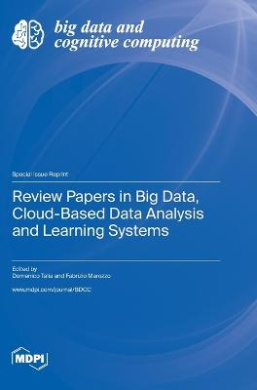 big data and
cognitive computing
Special Issue Reprint
Review Papers in Big Data,
Cloud-Based Data Analysis
and Learning Systems
Edited by
Domenico Talia and Fabrizio Marozzo
www.mdpi.com/journal/BDCC
MDPI